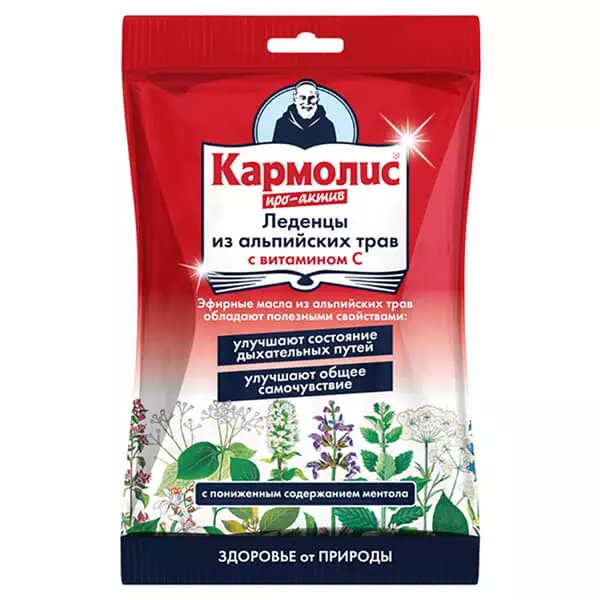 Кармолис®
про-актив
Леденцы
из альпийских трав
с витамином С
Эфирные масла из альпийских трав
обладают полезными свойствами:
улучшают состояние
дыхательных путей
улучшают общее
самочувствие
с пониженным содержанием ментола
ЗДОРОВЬЕ от ПРИРОДЫ